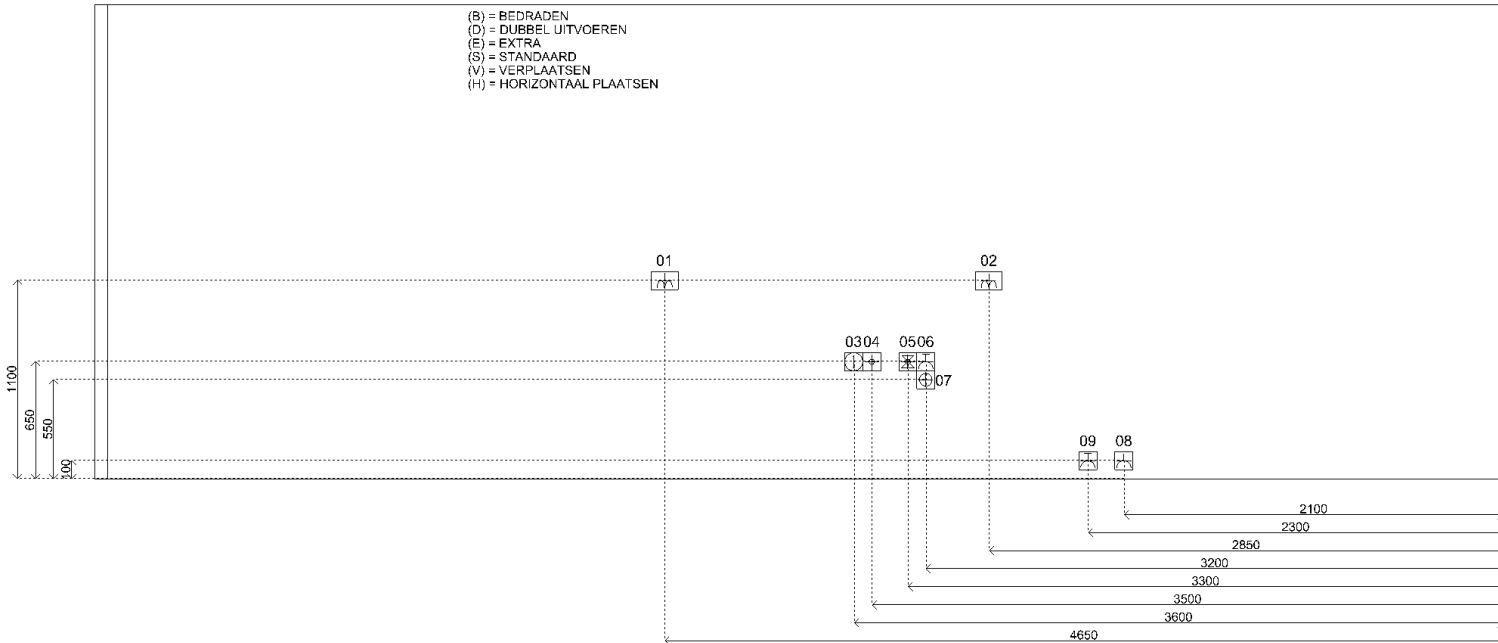 (B) = BEDRADEN
(D) = DUBBEL UITVOEREN
(E) = EXTRA
(S) = STANDAARD
(V) = VERPLAATSEN
(H) = HORIZONTAAL PLAATSEN
01 02
03 04 05 06
07
09 08
1100
650
550
100
2100
2300
2850
3200
3300
3500
3600
4650